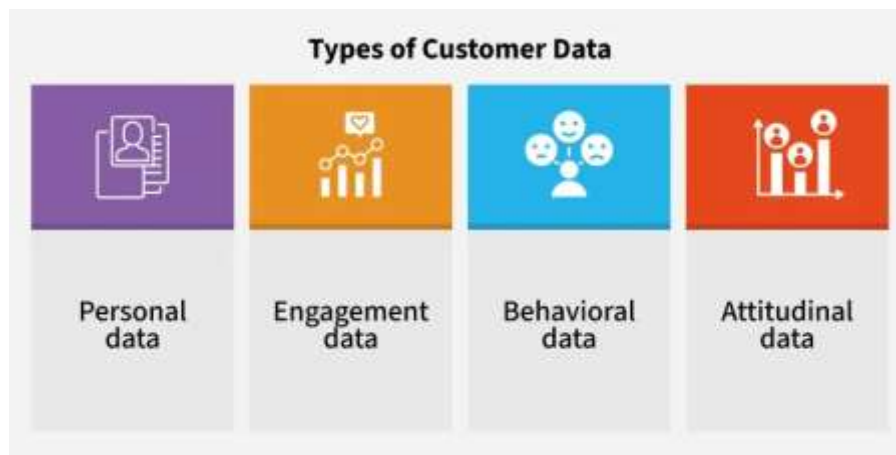 Types of Customer Data
Personal
data
Engagement
data
Behavioral
data
Attitudinal
data